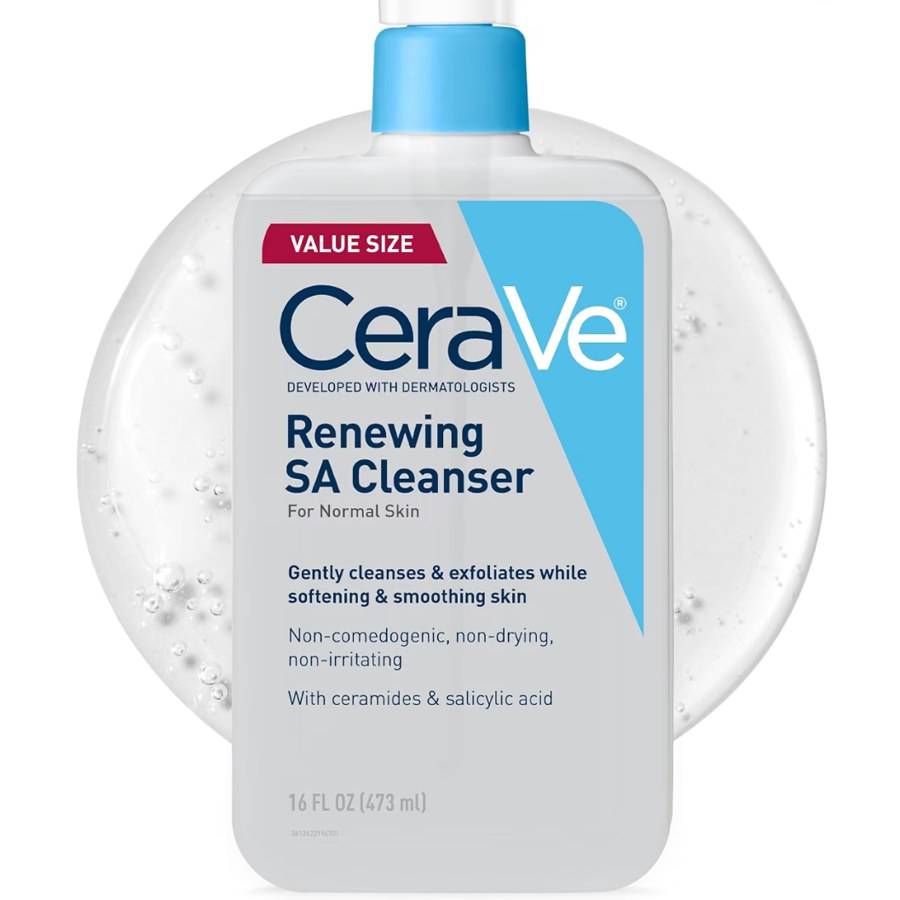 VALUE SIZE
CeraVe®
DEVELOPED WITH DERMATOLOGISTS
Renewing
SA Cleanser
For Normal Skin
Gently cleanses & exfoliates while
softening & smoothing skin
Non-comedogenic, non-drying,
non-irritating
With ceramides & salicylic acid
16 FL OZ (473 ml)